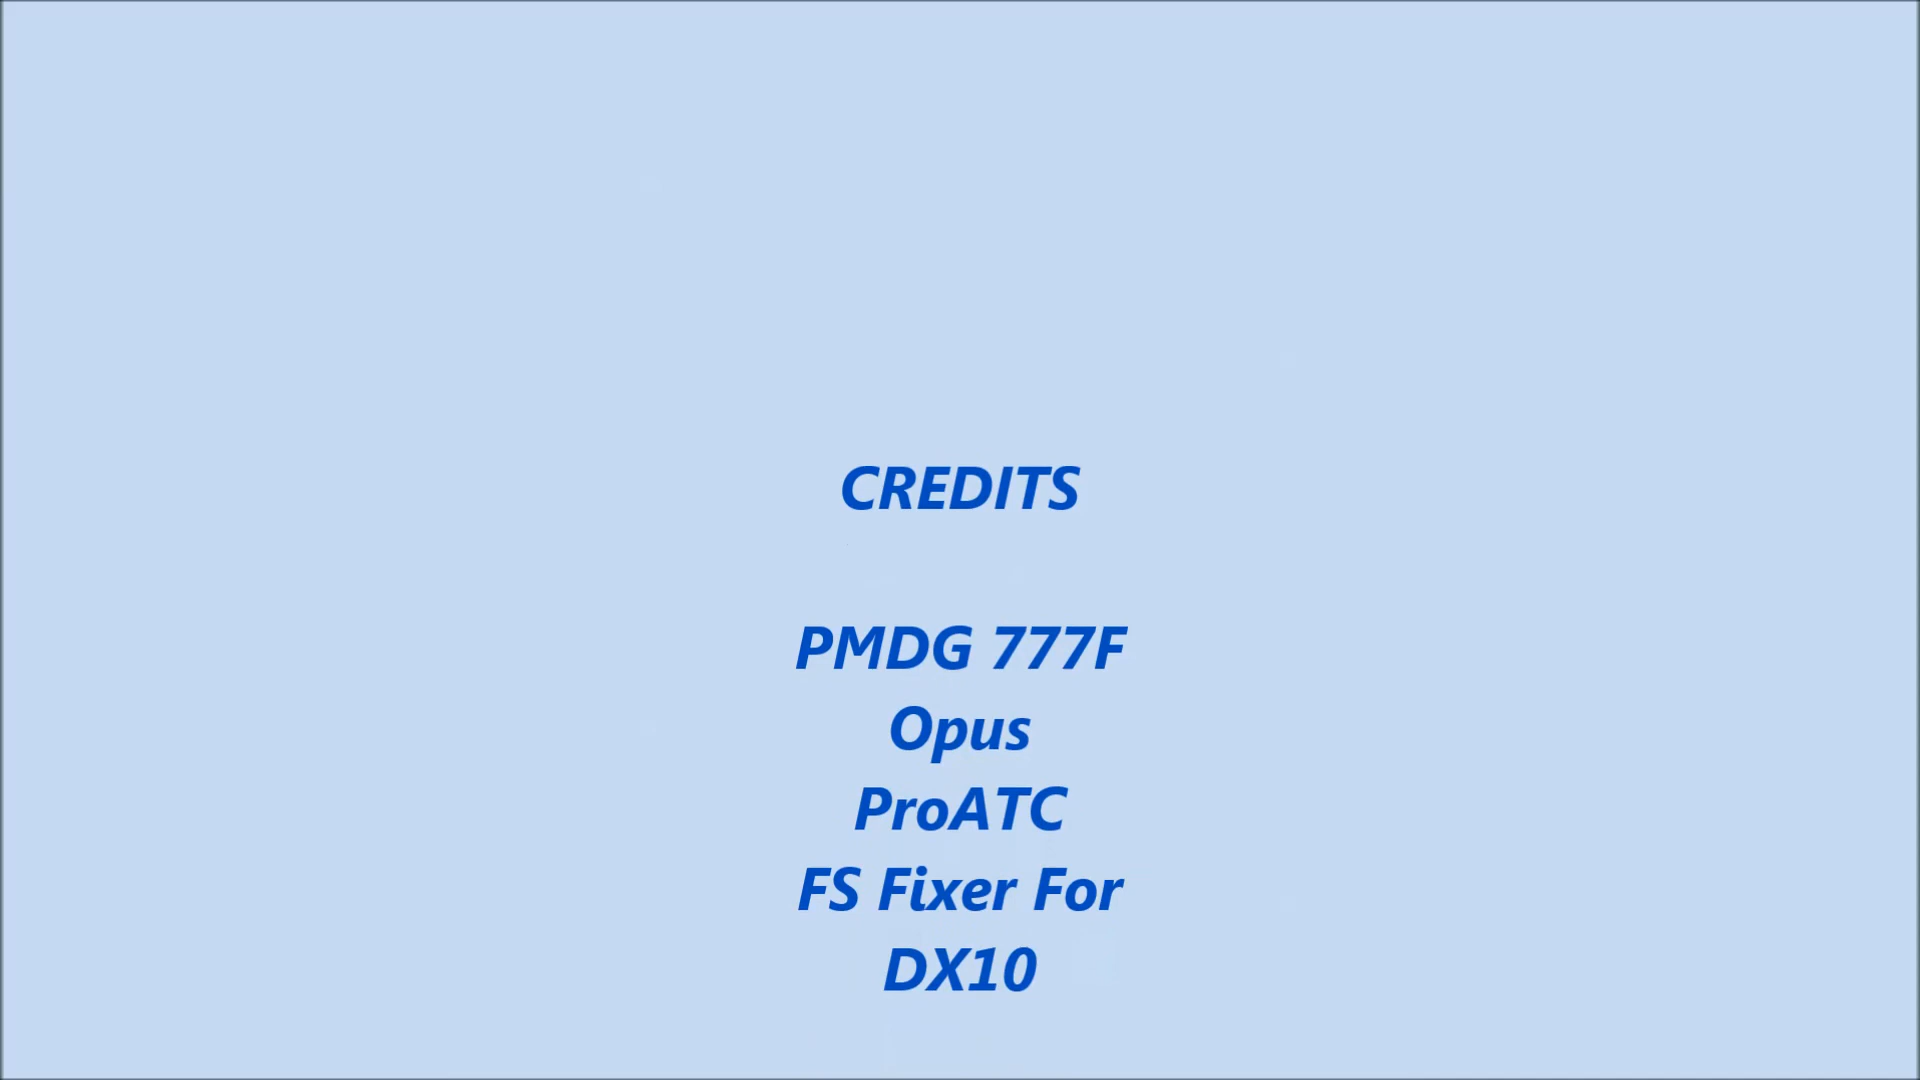 CREDITS
PMDG 777F
Opus
ProATC
FS Fixer For
DX10